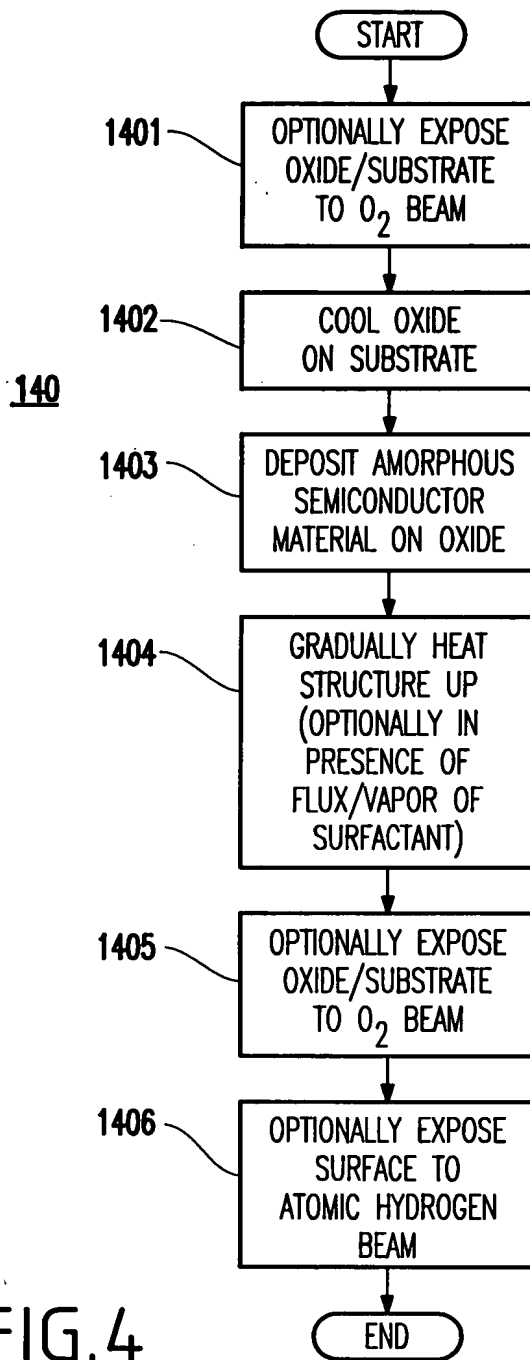 START
1401
OPTIONALLY EXPOSE
OXIDE/SUBSTRATE
TO O2 BEAM
1402
COOL OXIDE
ON SUBSTRATE
140
1403
DEPOSIT AMORPHOUS
SEMICONDUCTOR
MATERIAL ON OXIDE
1404
GRADUALLY HEAT
STRUCTURE UP
(OPTIONALLY IN
PRESENCE OF
FLUX/VAPOR OF
SURFACTANT)
1405
OPTIONALLY EXPOSE
OXIDE/SUBSTRATE
TO O2 BEAM
1406
OPTIONALLY EXPOSE
SURFACE TO
ATOMIC HYDROGEN
BEAM
END
FIG.4